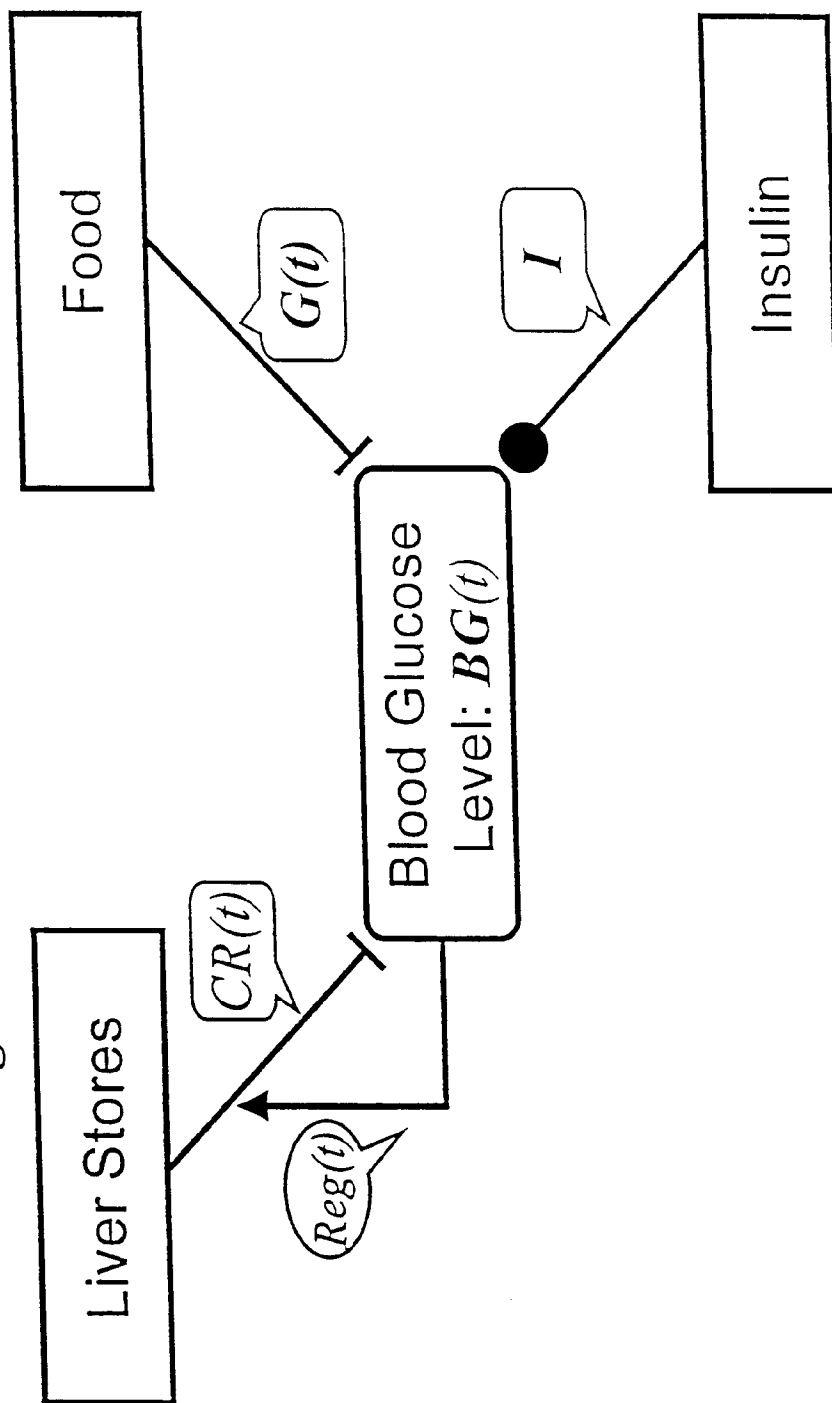 Liver Stores
Food
CR(t)
G(t)
Reg(t)
Blood Glucose
Level: BG(t)
I
Insulin